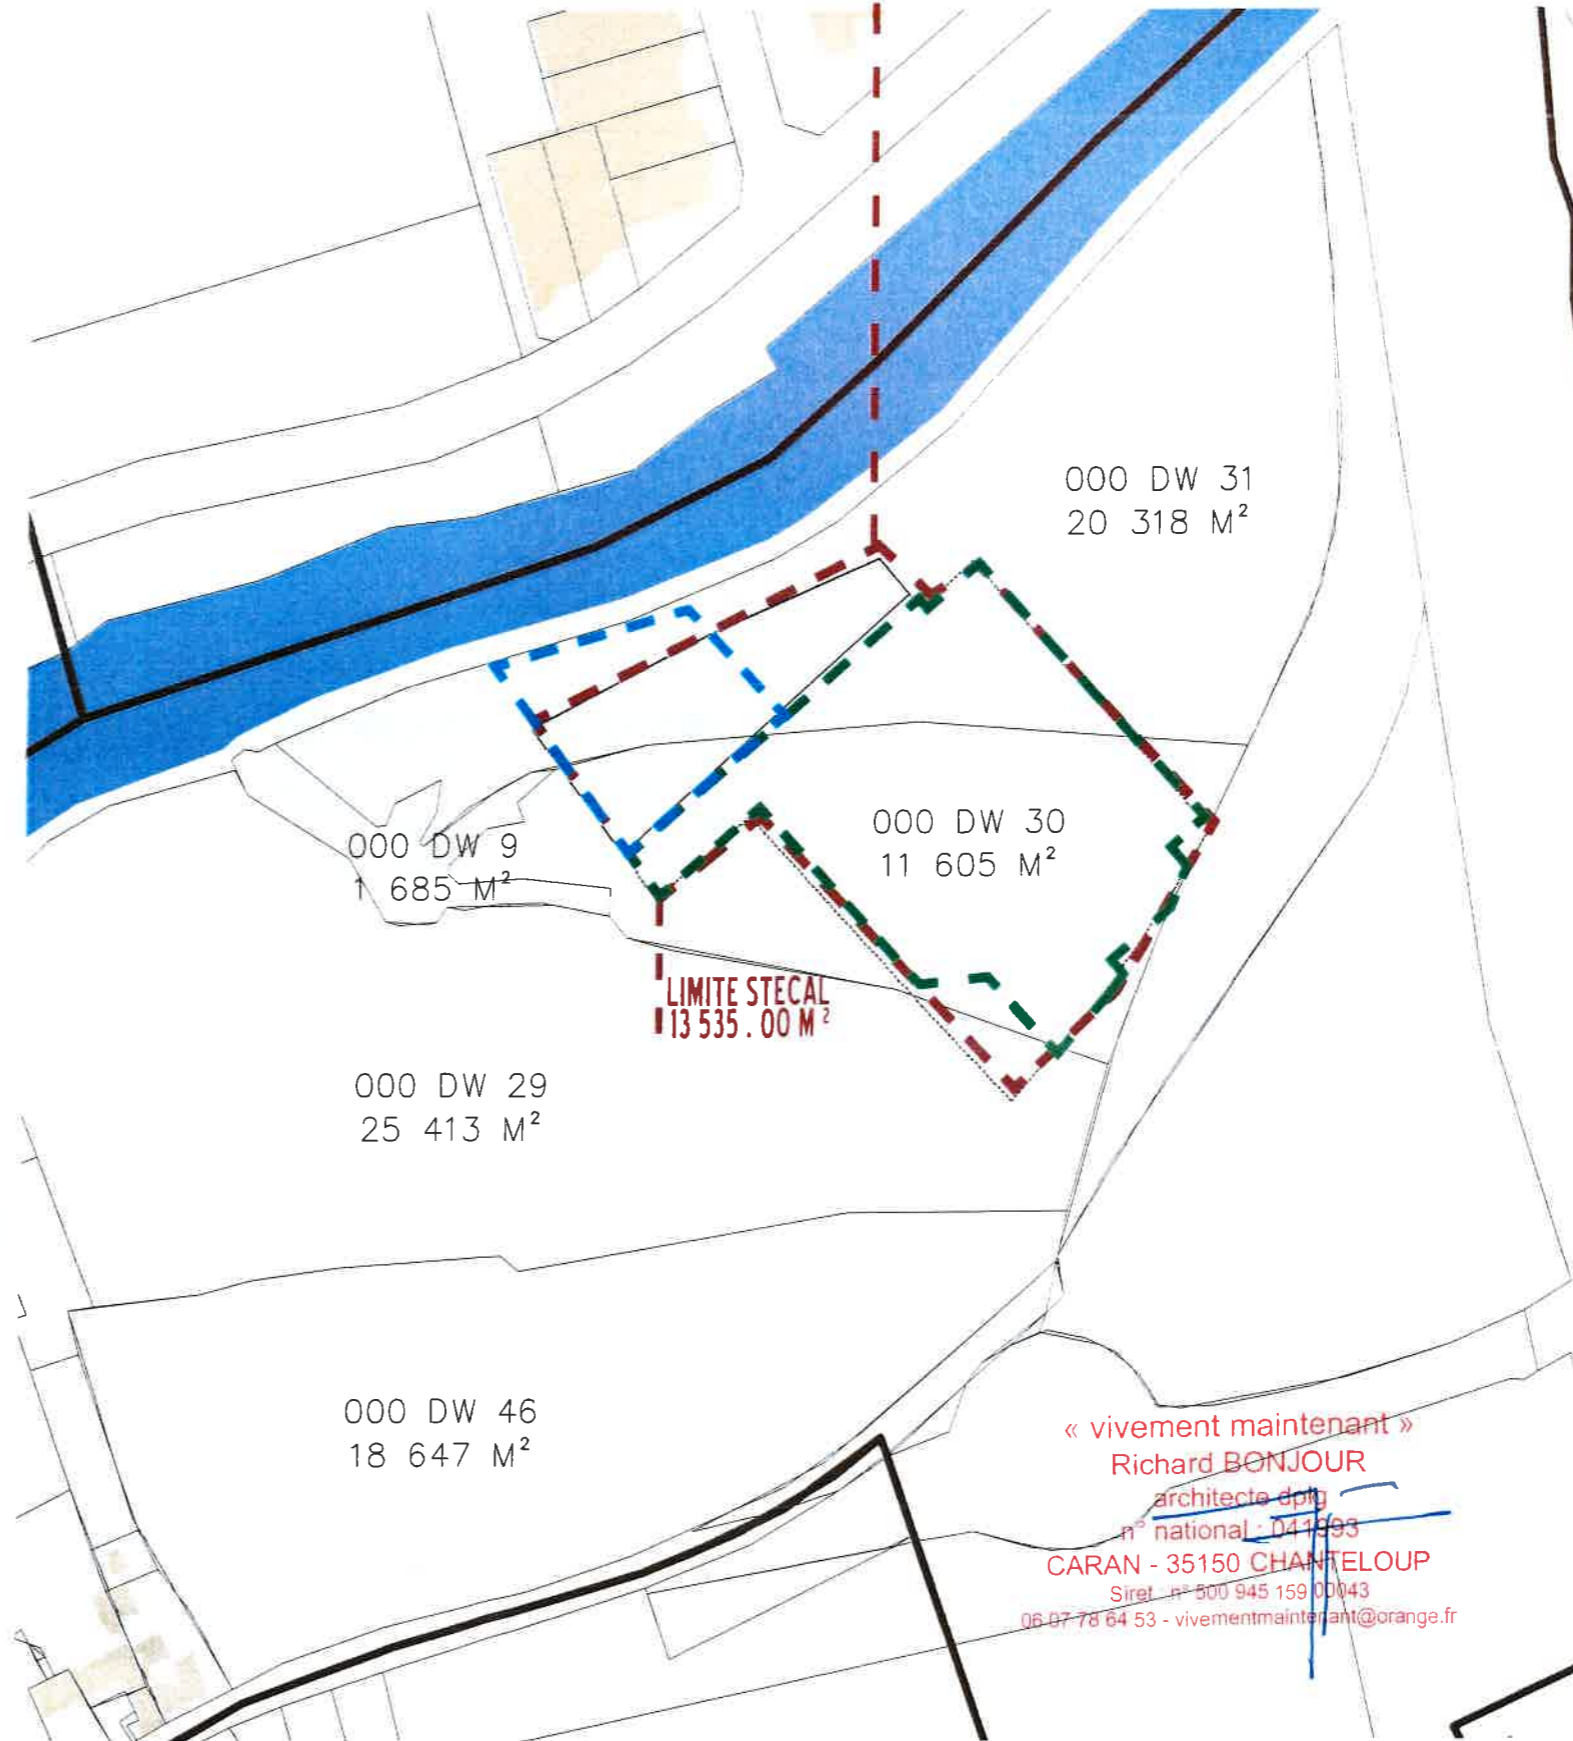 000 DW 31
20 318 M²
000 DW 30
11 605 M²
000 DW 9
1 685 M²
LIMITE STECAL
13 535.00 M²
000 DW 29
25 413 M²
000 DW 46
18 647 M²
« vivement maintenant »
Richard BONJOUR
architecte dplg
n° national : 041993
CARAN - 35150 CHANTELOUP
Siret : n° 500 945 159 00043
06 07 78 64 53 - vivementmaintenant@orange.fr